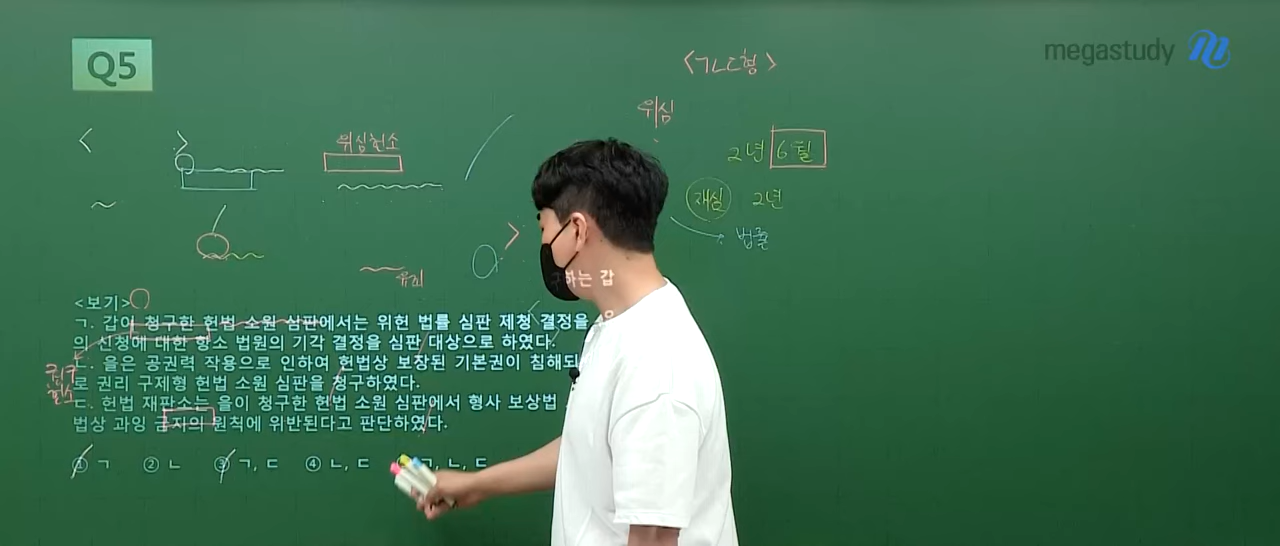 Q5
megastudy
<ㄱㄴㄷ형>
위심
위심헌소
2년 6월
재심 2년
법률
유죄
하는 갑
<보기>
ㄱ. 갑이 청구한 헌법 소원 심판에서는 위헌 법률 심판 제청 결정을
의 신청에 대한 항소 법원의 기각 결정을 심판 대상으로 하였다.
ㄴ. 을은 공권력 작용으로 인하여 헌법상 보장된 기본권이 침해되
로 권리 구제형 헌법 소원 심판을 청구하였다.
ㄷ. 헌법 재판소는 을이 청구한 헌법 소원 심판에서 형사 보상법
법상 과잉 금지의 원칙에 위반된다고 판단하였다.
① ㄱ ② ㄴ ③ ㄱ, ㄷ ④ ㄴ, ㄷ ㄱ, ㄴ, ㄷ